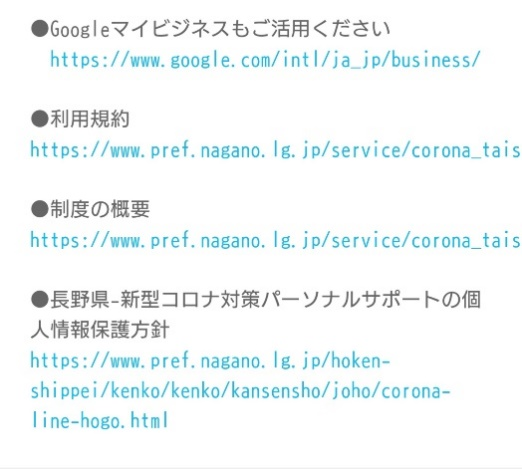 ●Googleマイビジネスもご活用ください
https://www.google.com/intl/ja_jp/business/
●利用規約
https://www.pref.nagano.lg.jp/service/corona_tais
●制度の概要
https://www.pref.nagano.lg.jp/service/corona_tais
●長野県-新型コロナ対策パーソナルサポートの個
人情報保護方針
https://www.pref.nagano.lg.jp/hoken-
shippei/kenko/kenko/kansensho/joho/corona-
line-hogo.html